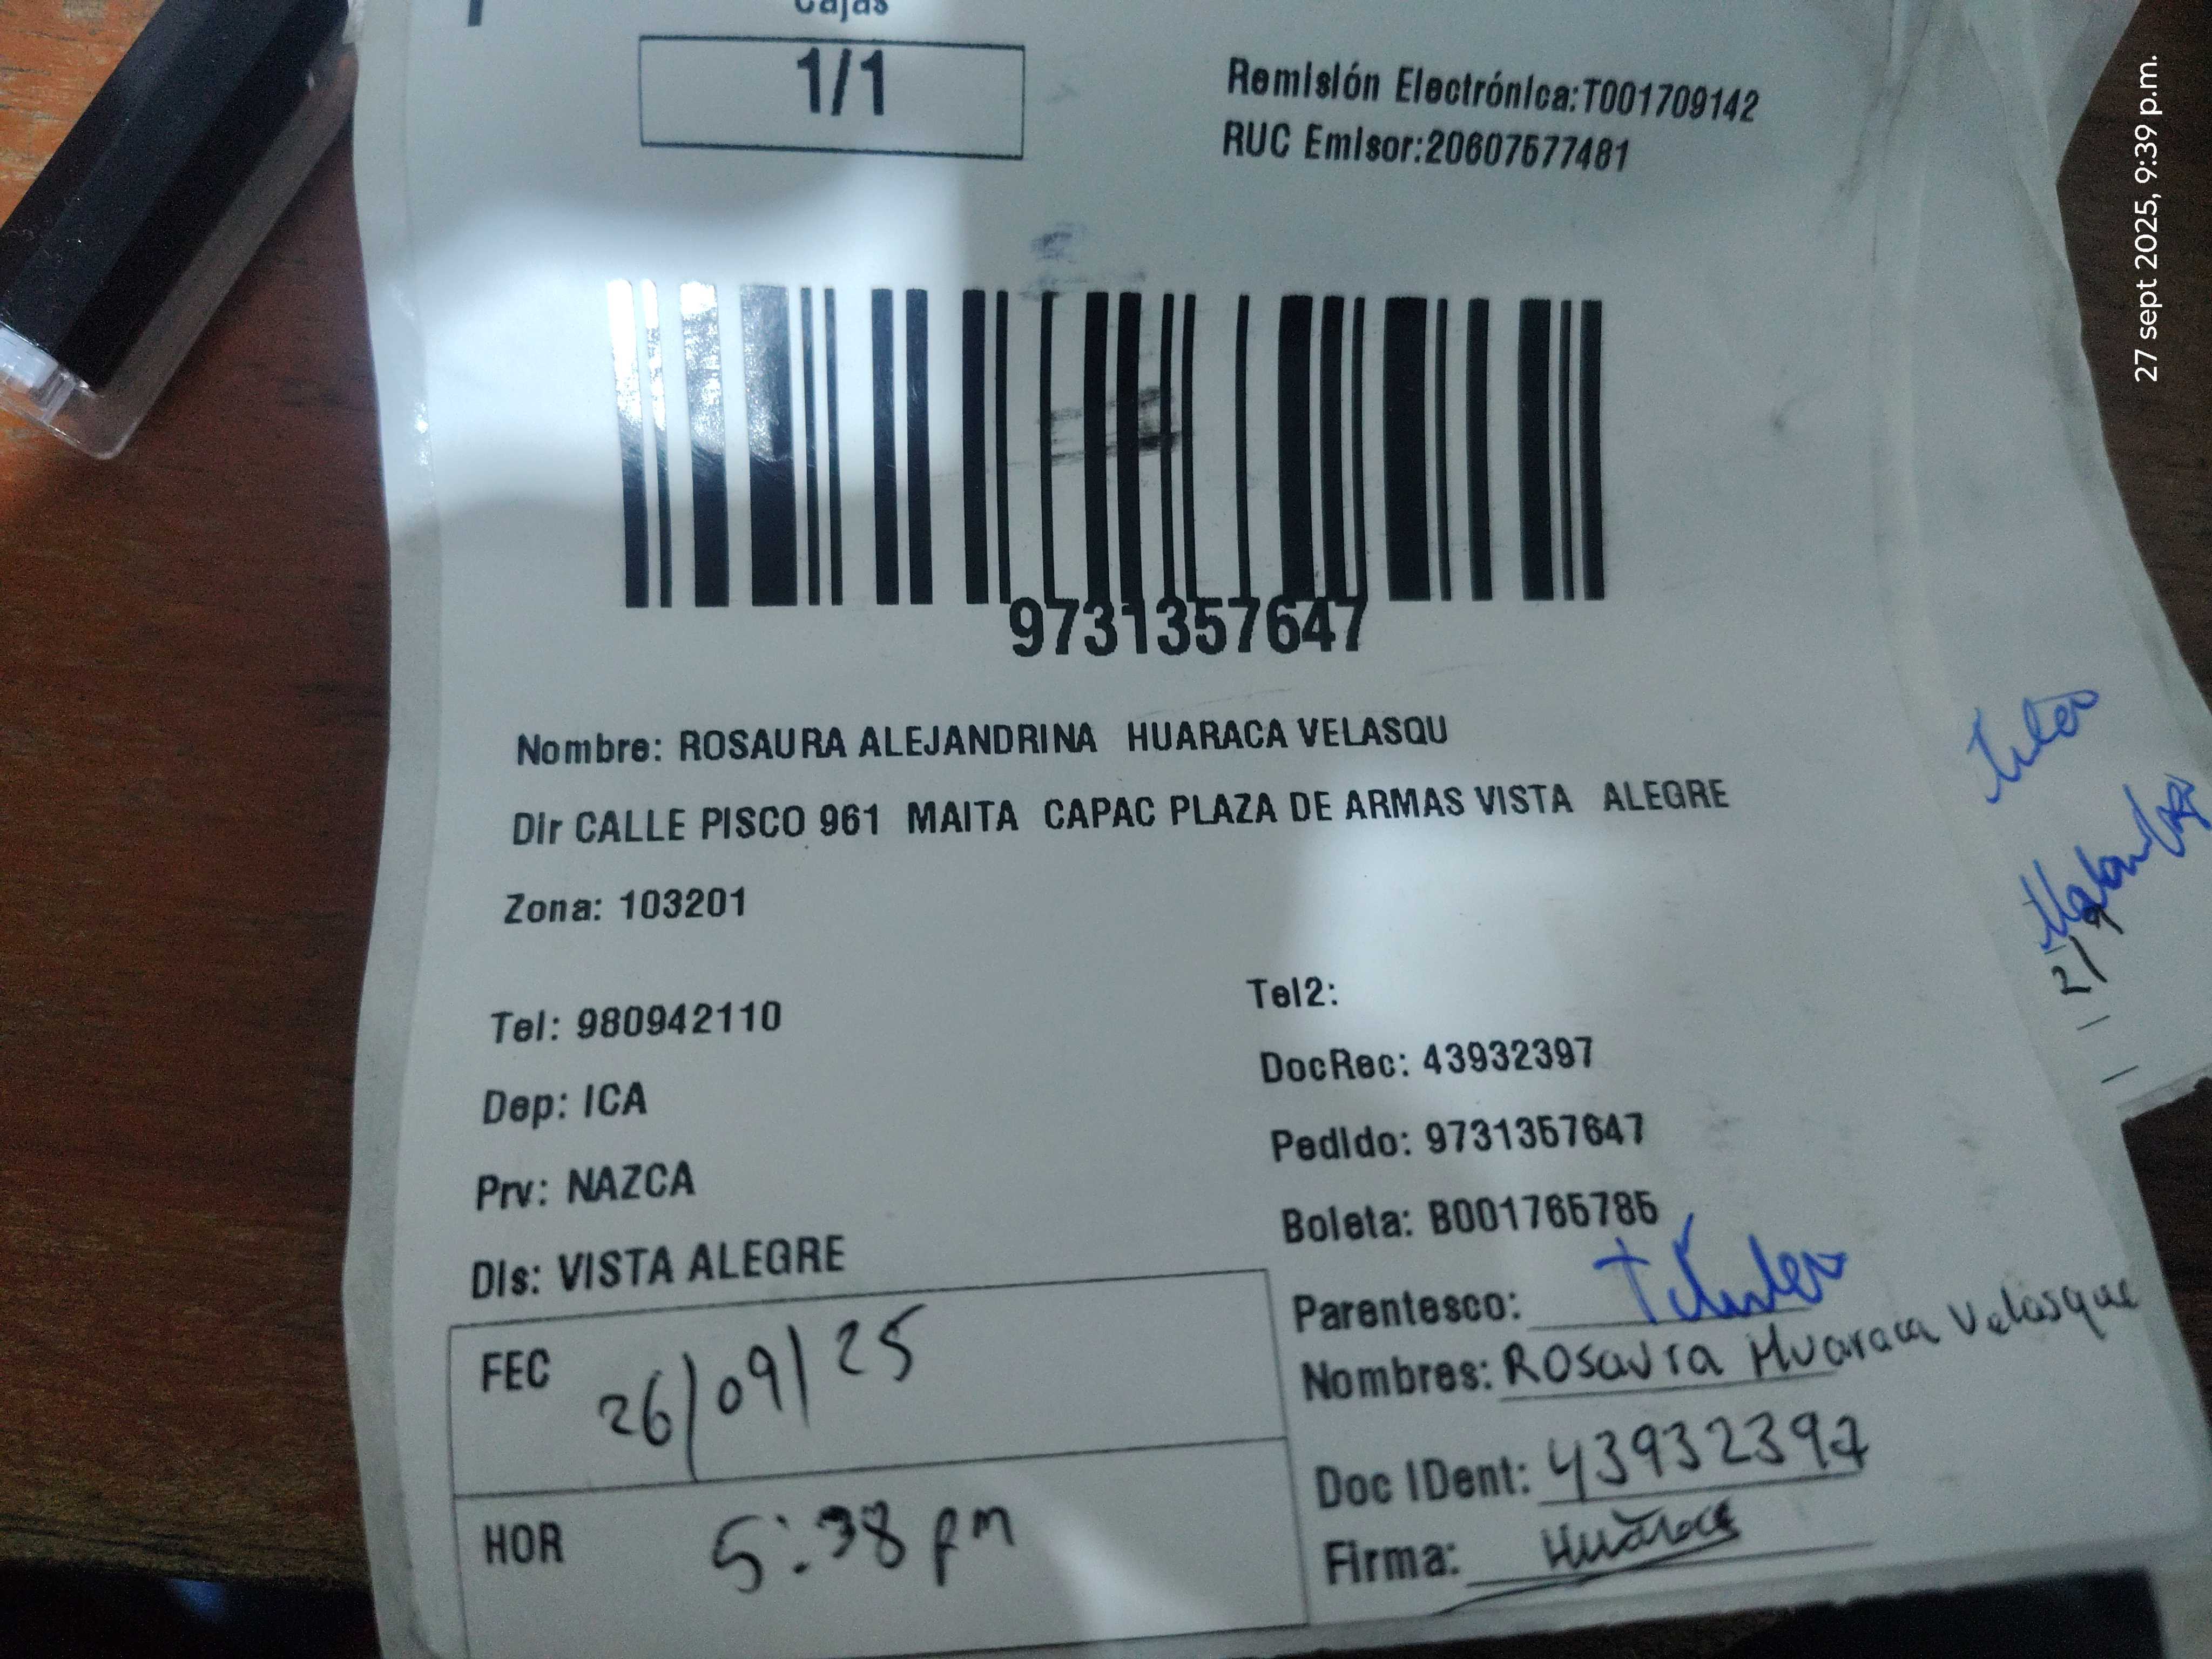 Cajas
1/1
Remisión Electrónica:T001709142
RUC Emisor:20607577481
9731357647
Nombre: ROSAURA ALEJANDRINA HUARACA VELASQU
Dir CALLE PISCO 961 MAITA CAPAC PLAZA DE ARMAS VISTA ALEGRE
Zona: 103201
Tel: 980942110
Dep: ICA
Prv: NAZCA
Dis: VISTA ALEGRE
FEC 26/09/25
HOR 5:38 pm
Tel2:
DocRec: 43932397
Pedido: 9731357647
Boleta: B001765785
Parentesco: Titular
Nombres: Rosaura Huaraca Velasque
Doc IDent: 43932397
Firma:
27 sept 2025, 9:39 p.m.